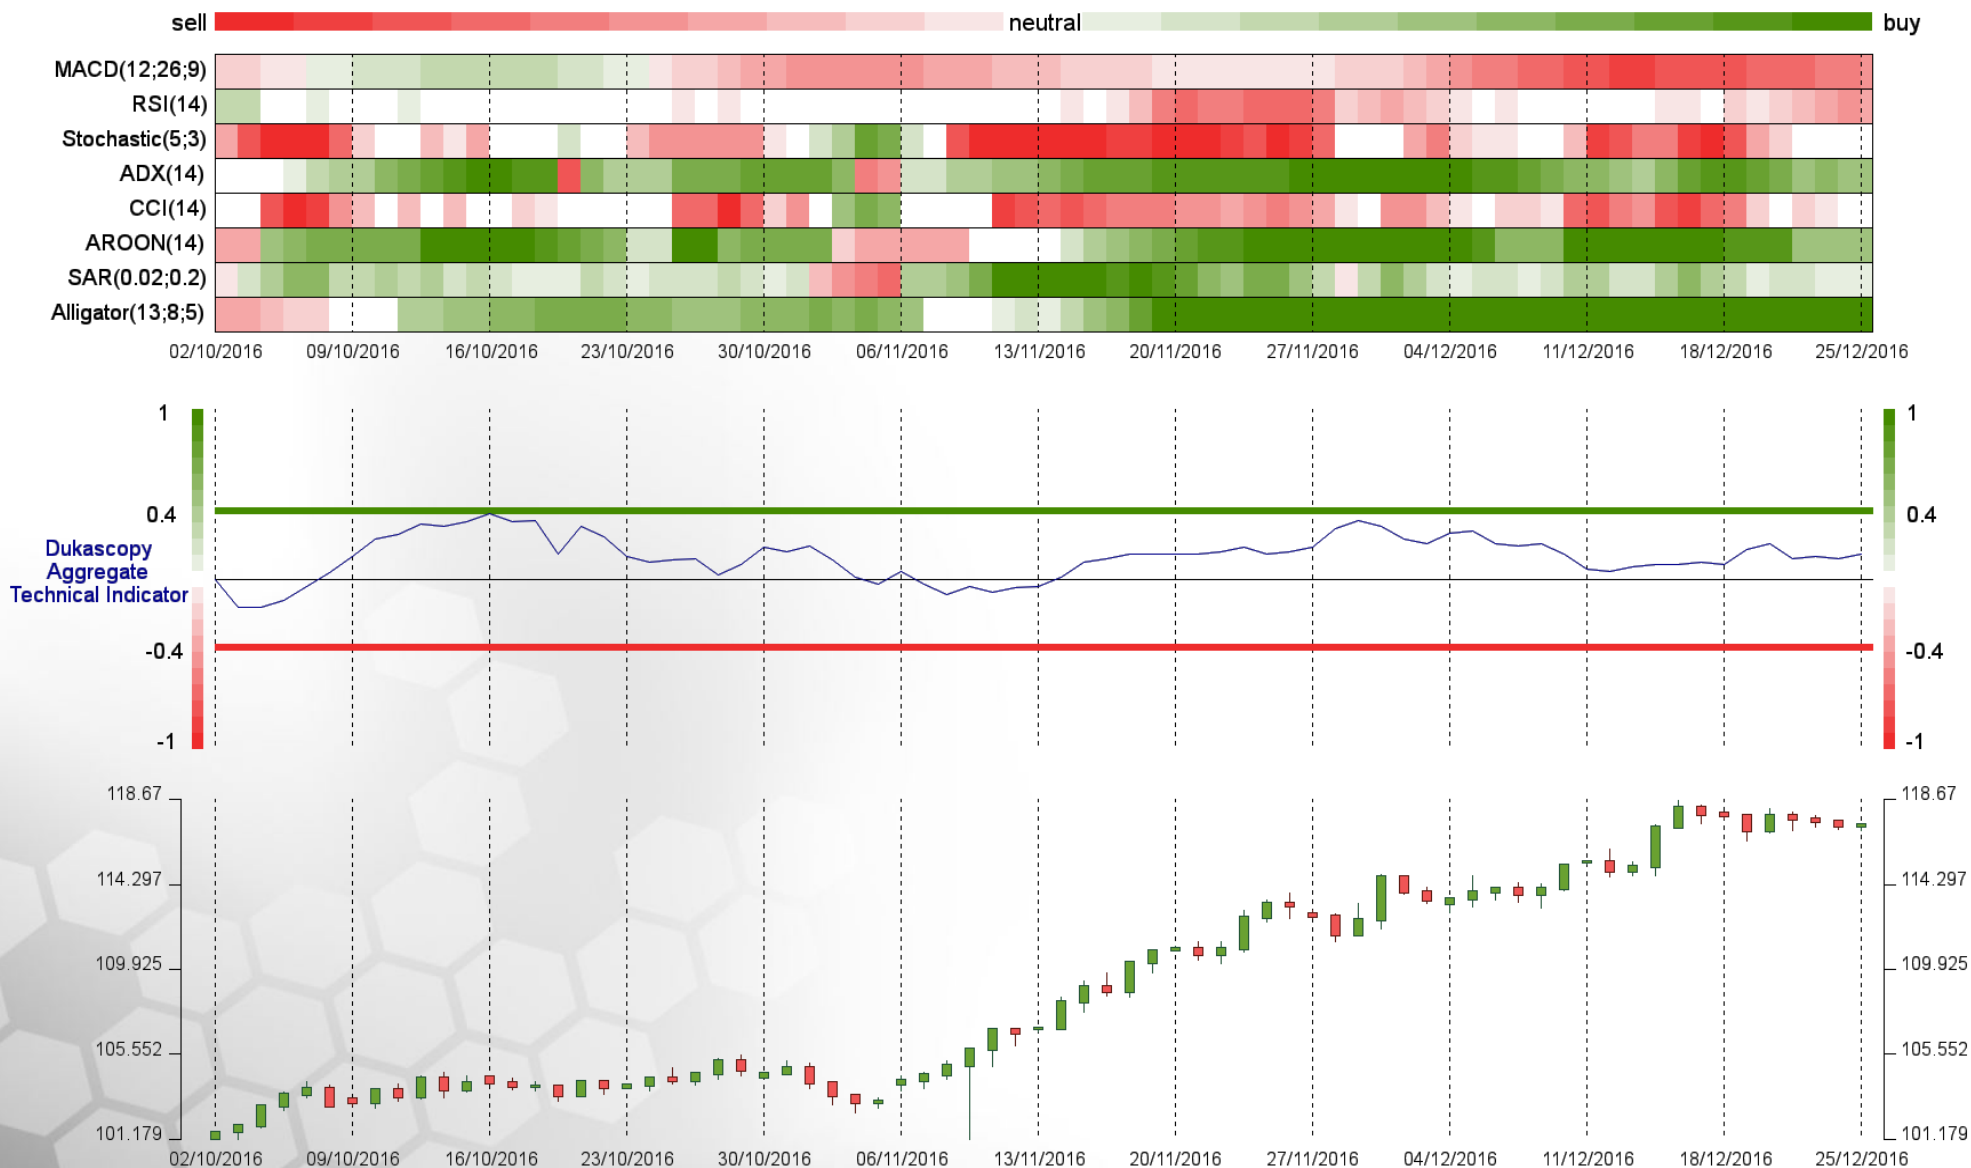 sell neutral buy
MACD(12;26;9)
RSI(14)
Stochastic(5;3)
ADX(14)
CCI(14)
AROON(14)
SAR(0.02;0.2)
Alligator(13;8;5)
02/10/2016 09/10/2016 16/10/2016 23/10/2016 30/10/2016 06/11/2016 13/11/2016 20/11/2016 27/11/2016 04/12/2016 11/12/2016 18/12/2016 25/12/2016
1 1
0.4 0.4
Dukascopy
Aggregate
Technical Indicator
-0.4 -0.4
-1 -1
118.67 118.67
114.297 114.297
109.925 109.925
105.552 105.552
101.179 101.179
02/10/2016 09/10/2016 16/10/2016 23/10/2016 30/10/2016 06/11/2016 13/11/2016 20/11/2016 27/11/2016 04/12/2016 11/12/2016 18/12/2016 25/12/2016